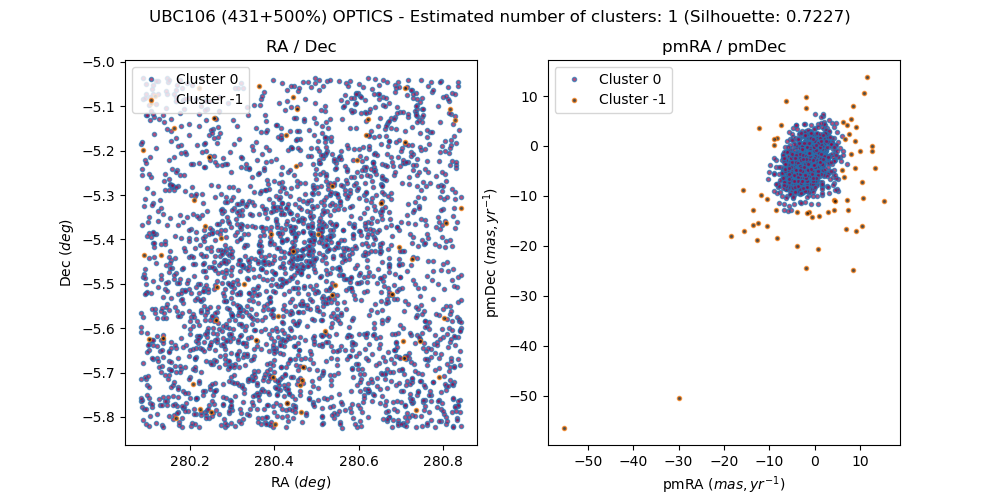 UBC106 (431+500%) OPTICS - Estimated number of clusters: 1 (Silhouette: 0.7227)
RA / Dec
Cluster 0
Cluster -1
−5.0
−5.1
−5.2
−5.3
−5.4
−5.5
−5.6
−5.7
−5.8
Dec (deg)
280.2
280.4
280.6
280.8
RA (deg)
pmRA / pmDec
Cluster 0
Cluster -1
10
0
−10
−20
−30
−40
−50
pmDec (mas, yr⁻¹)
−50
−40
−30
−20
−10
0
10
pmRA (mas, yr⁻¹)